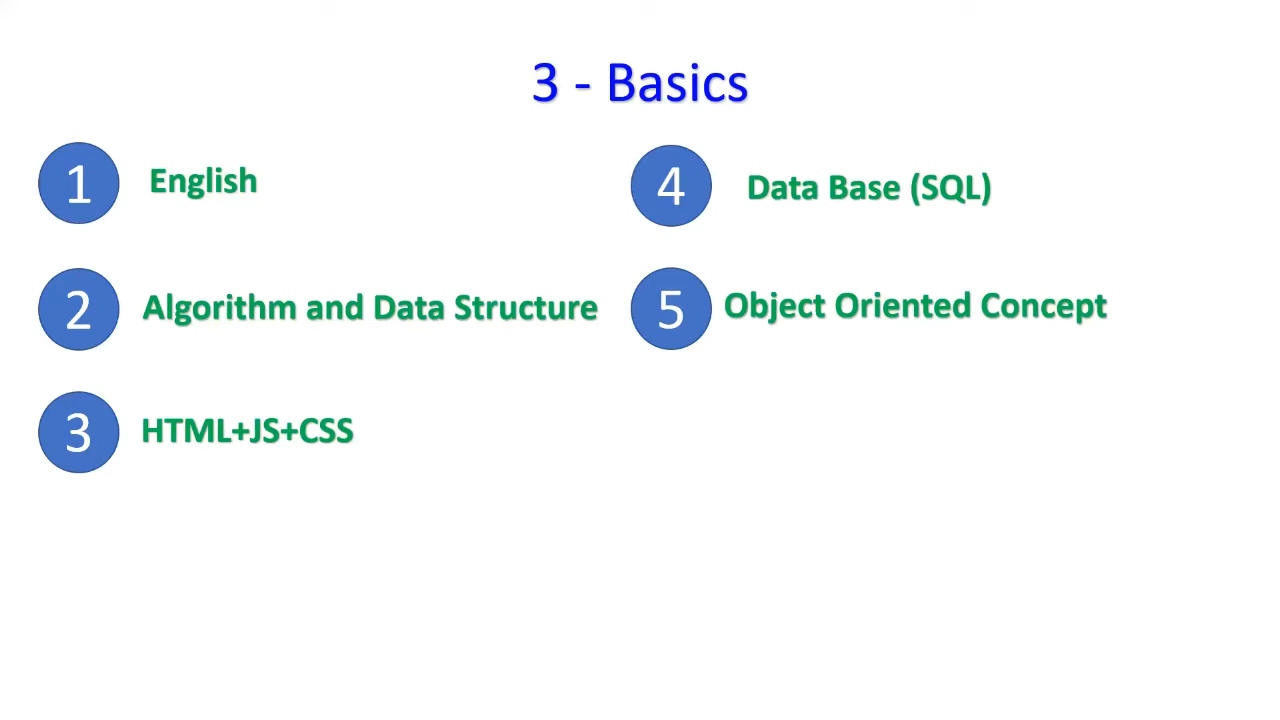 3 - Basics
1 English
2 Algorithm and Data Structure
3 HTML+JS+CSS
4 Data Base (SQL)
5 Object Oriented Concept